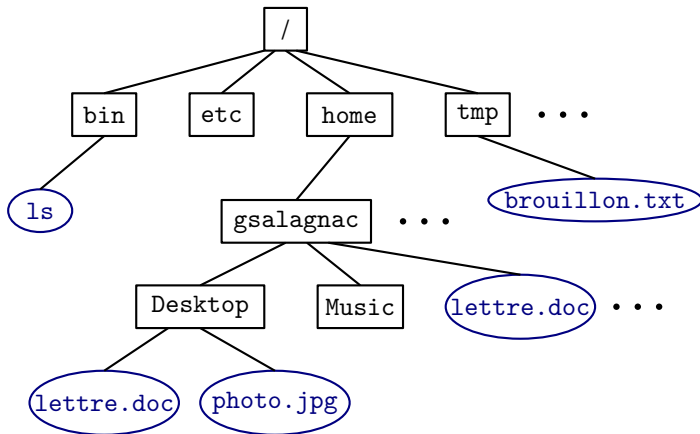 /
bin etc home tmp ...
ls gsalagnac ... brouillon.txt
Desktop Music lettre.doc ...
lettre.doc photo.jpg